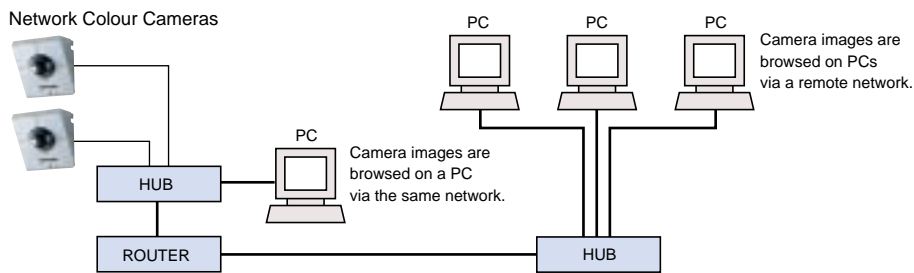 Network Colour Cameras
PC
PC
PC
Camera images are
browsed on PCs
via a remote network.
PC
Camera images are
browsed on a PC
via the same network.
HUB
ROUTER
HUB